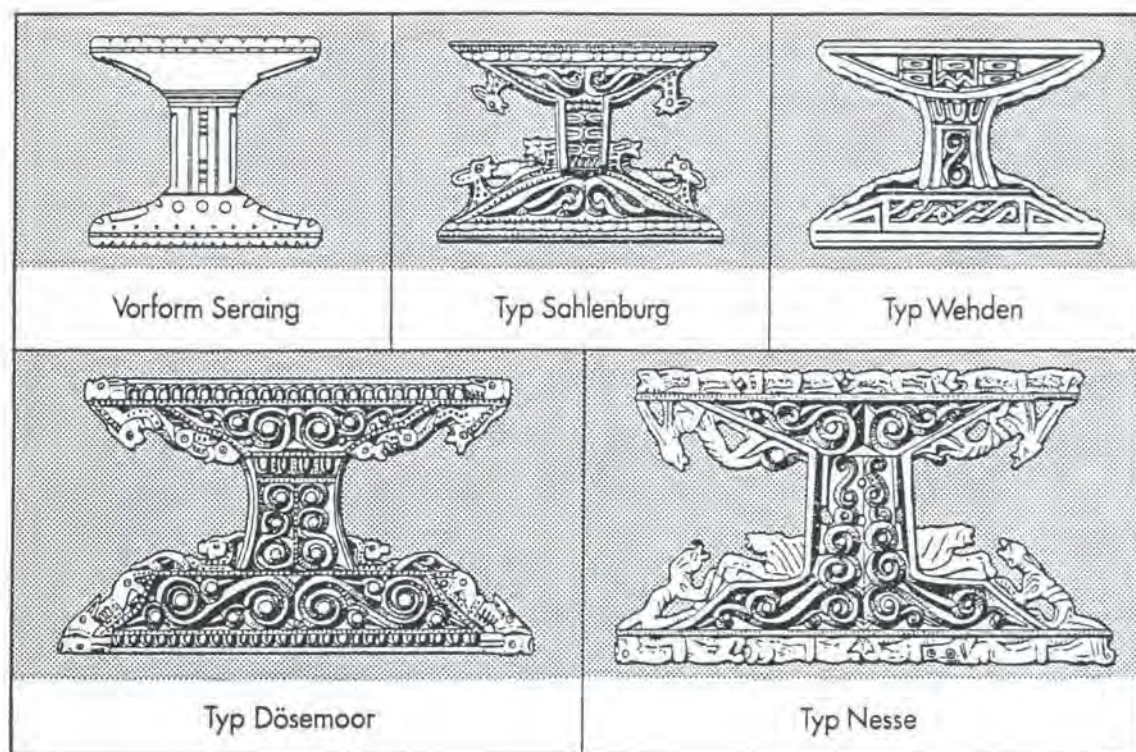 Vorform Seraing
Typ Sahlenburg
Typ Wehden
Typ Dösemoor
Typ Nesse